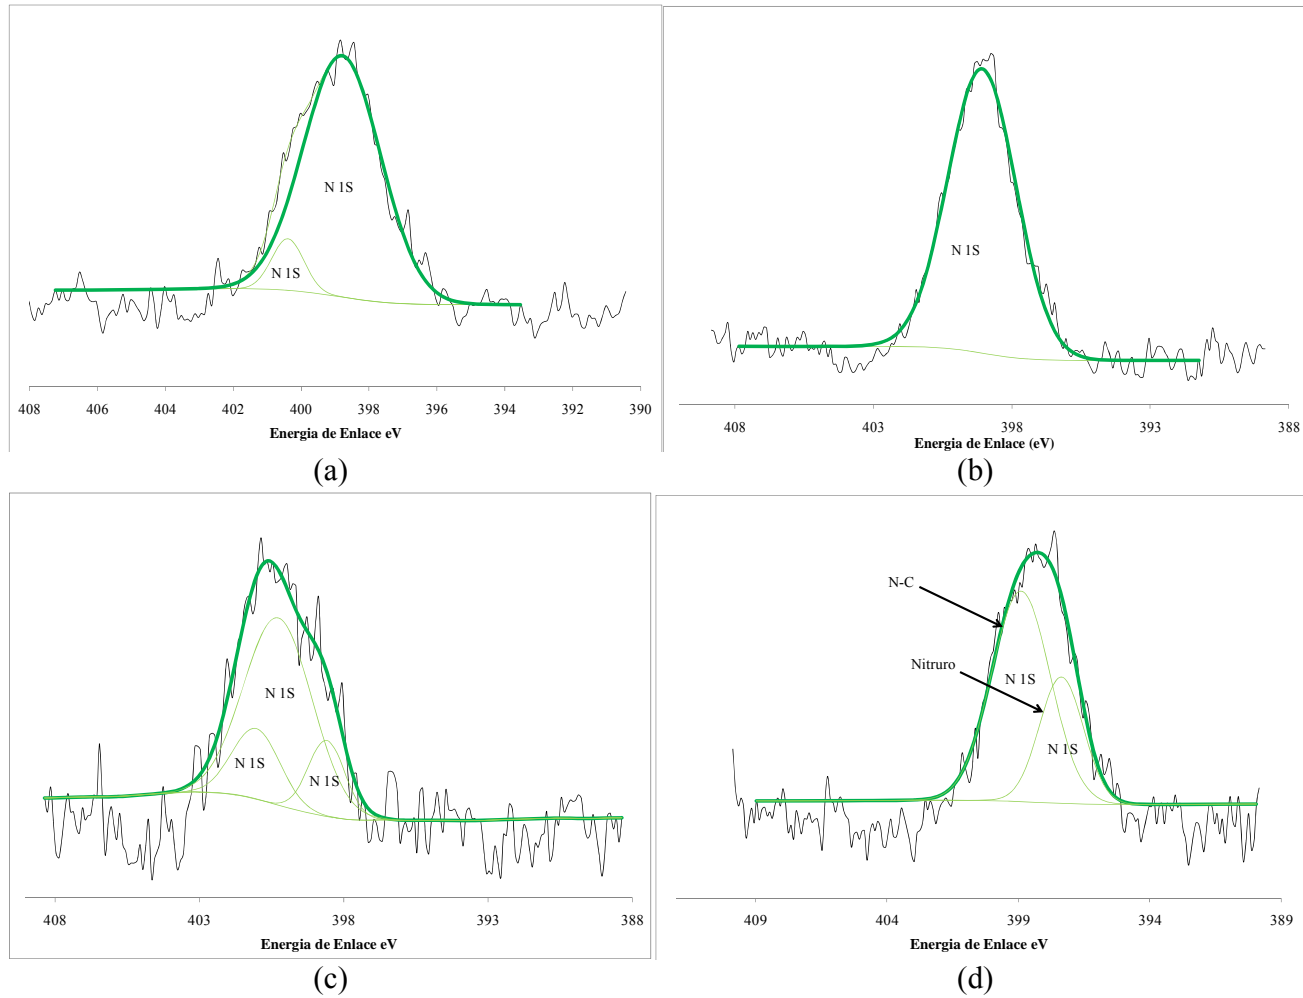 N 1S
N 1S
408 406 404 402 400 398 396 394 392 390
Energia de Enlace eV
(a)
N 1S
408 403 398 393 388
Energia de Enlace (eV)
(b)
N 1S
N 1S
N 1S
408 403 398 393 388
Energia de Enlace eV
(c)
N-C
Nitruro
N 1S
N 1S
409 404 399 394 389
Energia de Enlace eV
(d)